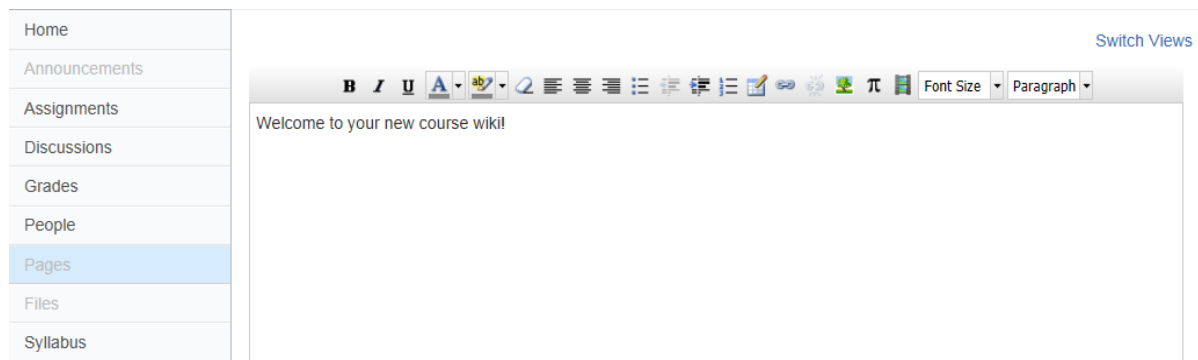 Home
Announcements
Assignments
Discussions
Grades
People
Pages
Files
Syllabus
Switch Views
B I U A ab π Font Size Paragraph
Welcome to your new course wiki!